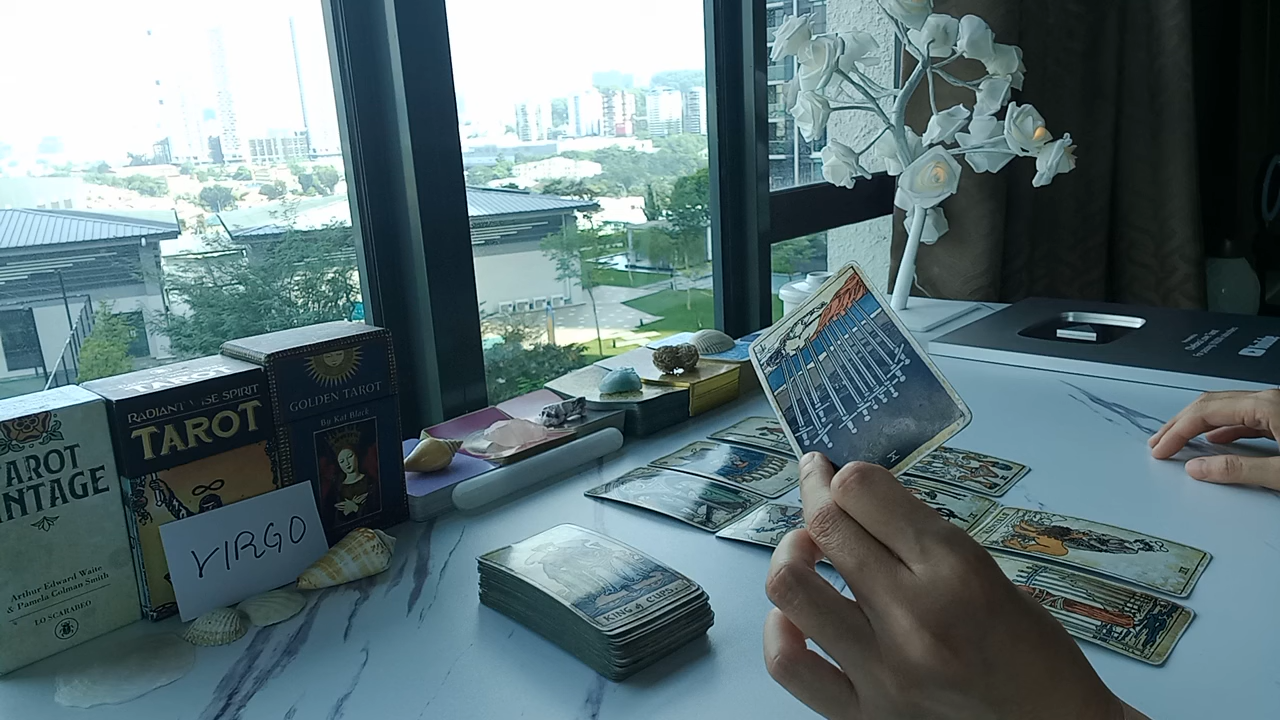 TAROT
VINTAGE
Arthur Edward Waite
& Pamela Colman Smith
LO SCARABEO
TAROT
RADIANT WISE SPIRIT
TAROT
GOLDEN TAROT
By Kat Black
VIRGO
KING of CUPS.
X